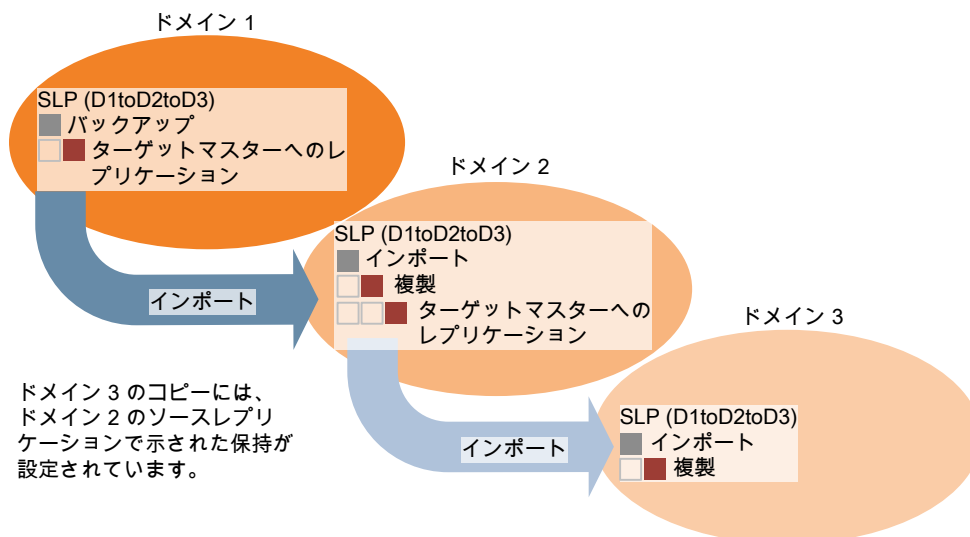 ドメイン 1
SLP (D1toD2toD3)
バックアップ
ターゲットマスターへのレ
プリケーション
インポート
ドメイン 2
SLP (D1toD2toD3)
インポート
複製
ターゲットマスターへの
レプリケーション
インポート
ドメイン 3
SLP (D1toD2toD3)
インポート
複製
ドメイン 3 のコピーには、
ドメイン 2 のソースレプリ
ケーションで示された保持が
設定されています。